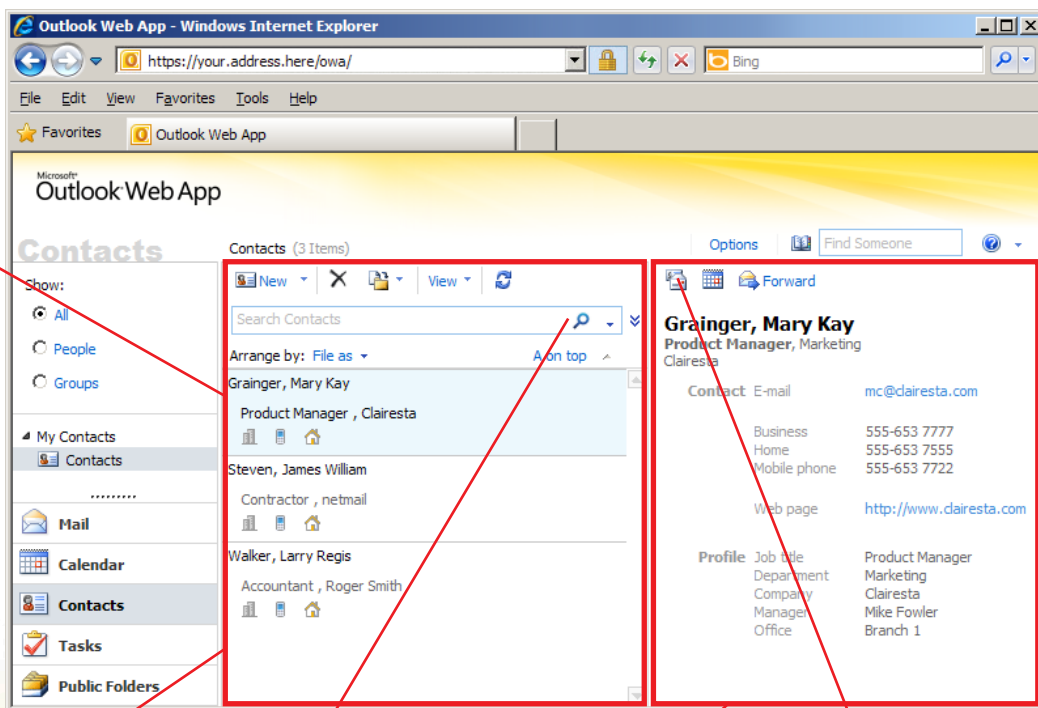 Outlook Web App - Windows Internet Explorer
https://your.address.here/owa/
Bing
File Edit View Favorites Tools Help
Favorites
Outlook Web App
Microsoft
Outlook Web App
Contacts
Contacts (3 Items)
Options
Find Someone
Show:
All
People
Groups
My Contacts
Contacts
Mail
Calendar
Contacts
Tasks
Public Folders
New
View
Search Contacts
Arrange by: File as
A on top
Grainger, Mary Kay
Product Manager , Clairesta
Steven, James William
Contractor , netmail
Walker, Larry Regis
Accountant , Roger Smith
Forward
Grainger, Mary Kay
Product Manager, Marketing
Clairesta
Contact E-mail mc@clairesta.com
Business 555-653 7777
Home 555-653 7555
Mobile phone 555-653 7722
Web page http://www.clairesta.com
Profile Job title Product Manager
Department Marketing
Company Clairesta
Manager Mike Fowler
Office Branch 1